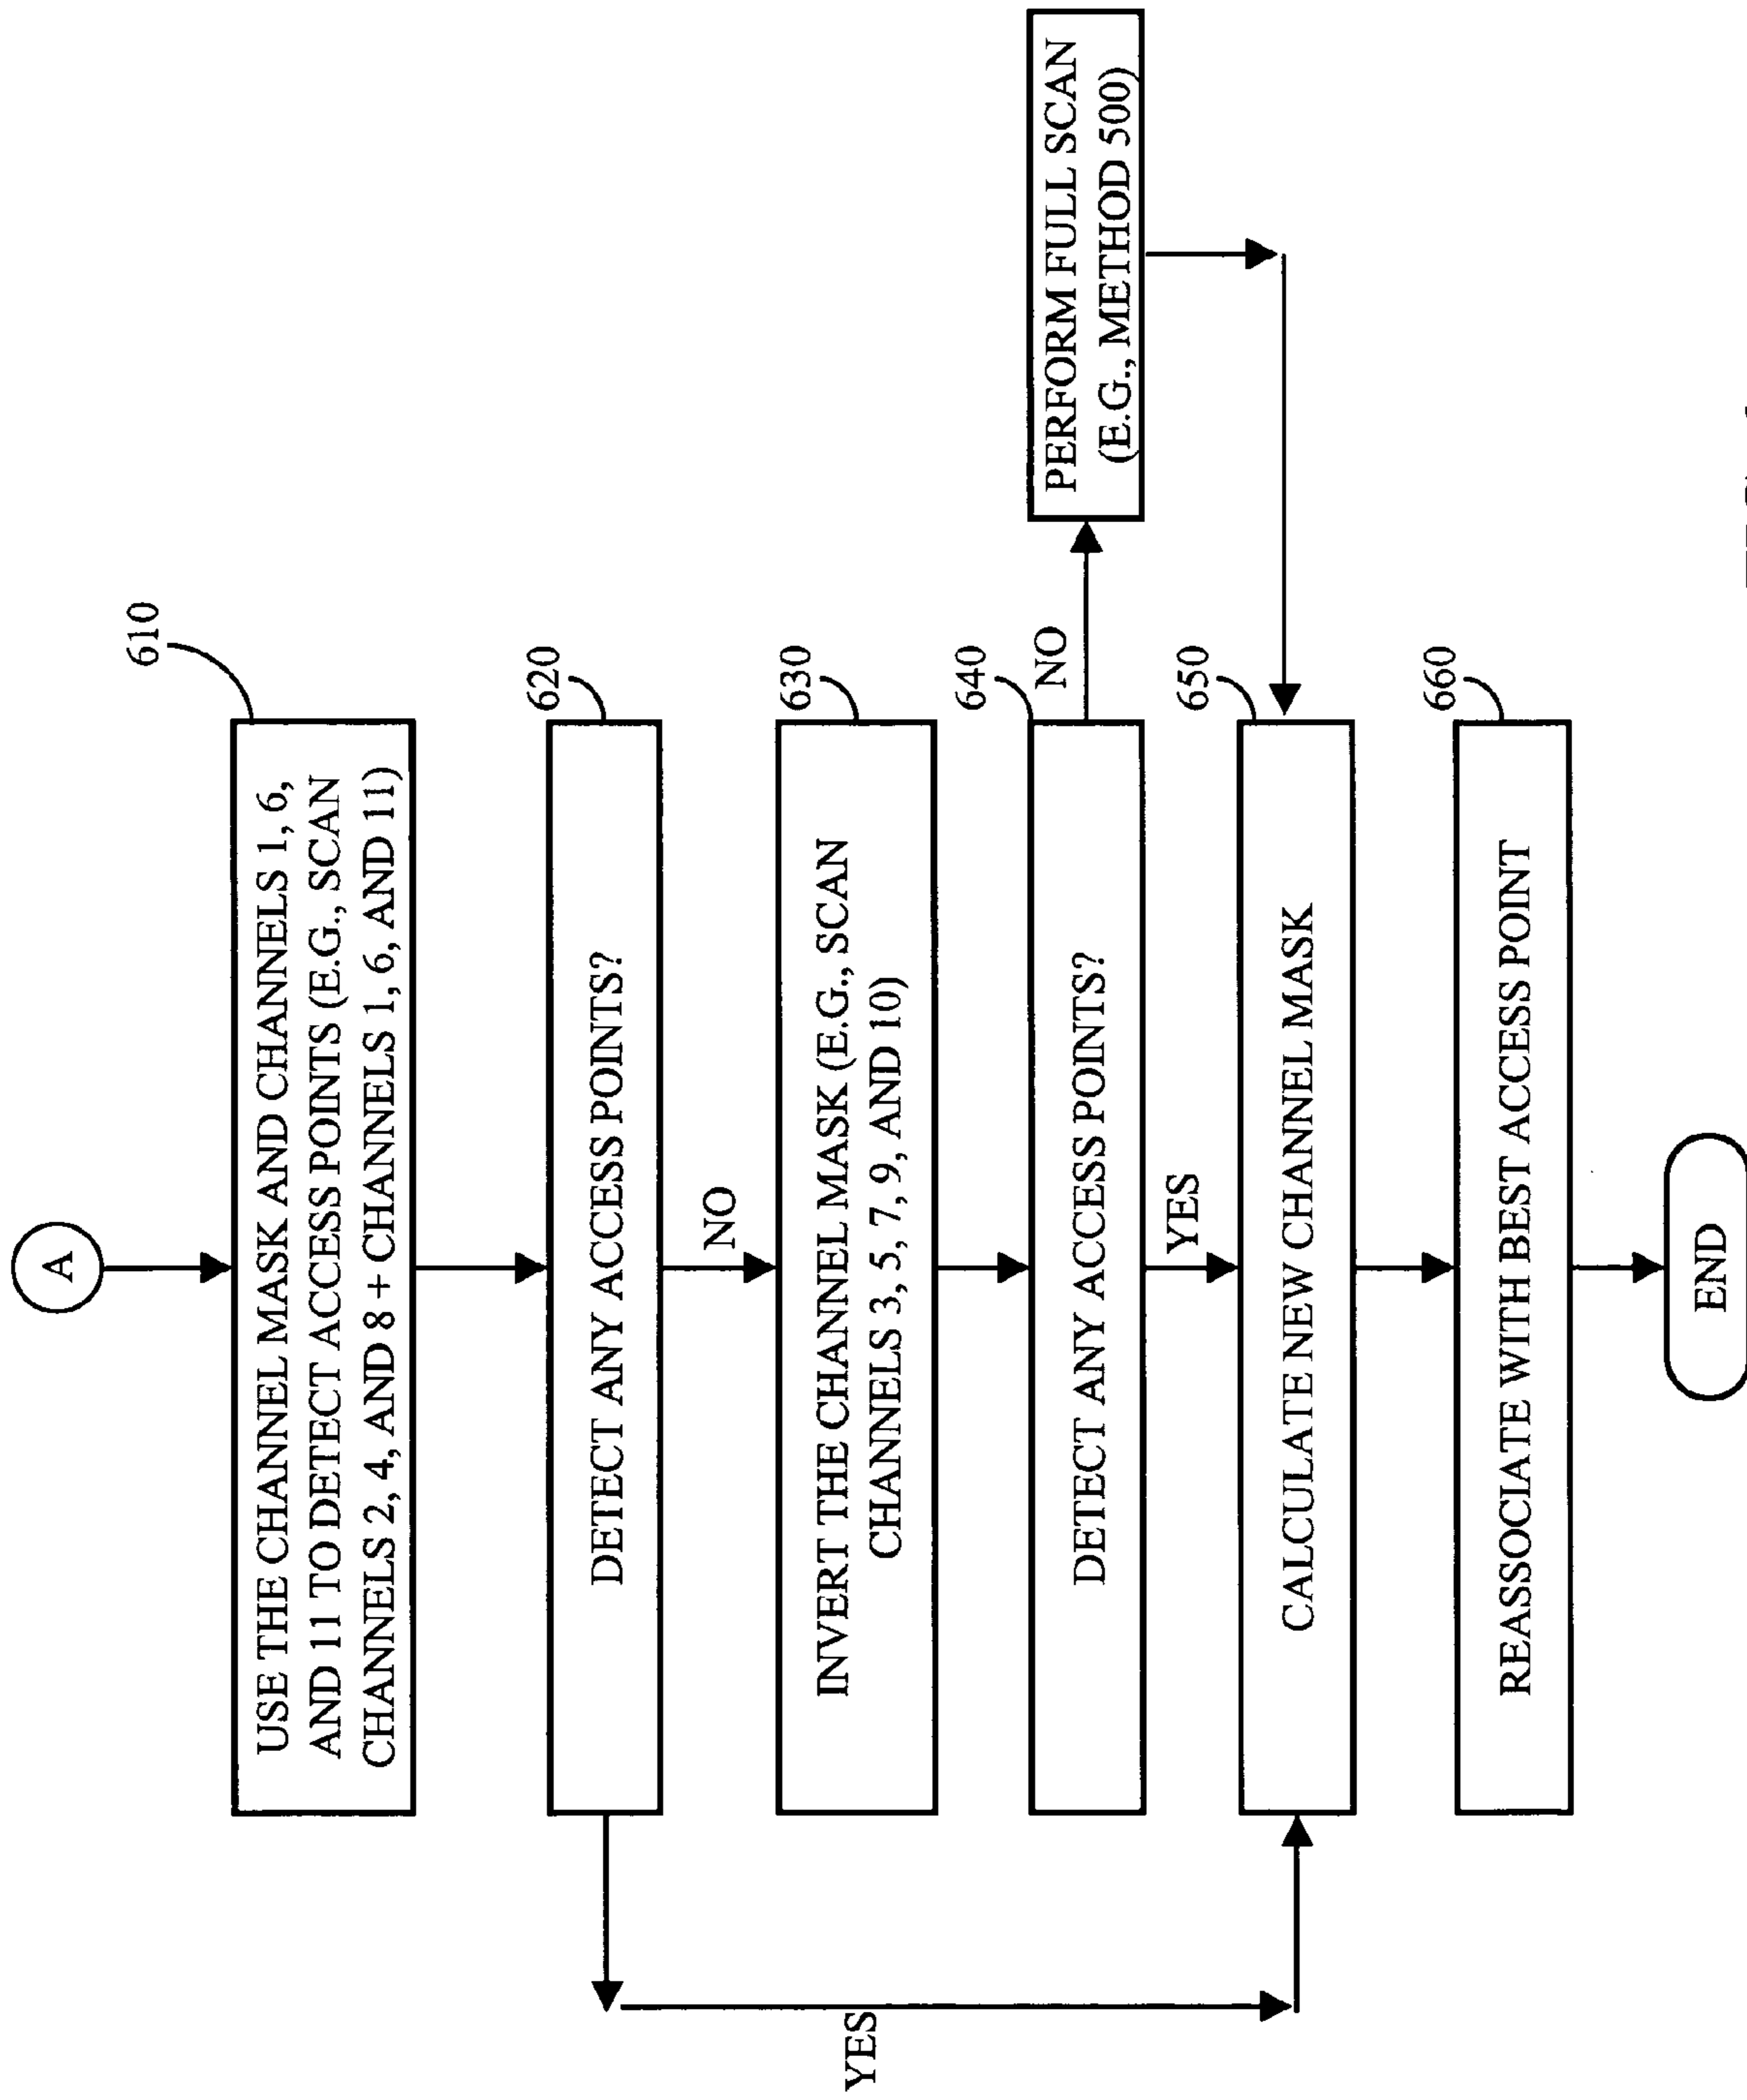 A
610
USE THE CHANNEL MASK AND CHANNELS 1, 6,
AND 11 TO DETECT ACCESS POINTS (E.G., SCAN
CHANNELS 2, 4, AND 8 + CHANNELS 1, 6, AND 11)
620
DETECT ANY ACCESS POINTS?
NO
YES
630
INVERT THE CHANNEL MASK (E.G., SCAN
CHANNELS 3, 5, 7, 9, AND 10)
640
DETECT ANY ACCESS POINTS?
NO
PERFORM FULL SCAN
(E.G., METHOD 500)
YES
650
CALCULATE NEW CHANNEL MASK
660
REASSOCIATE WITH BEST ACCESS POINT
END